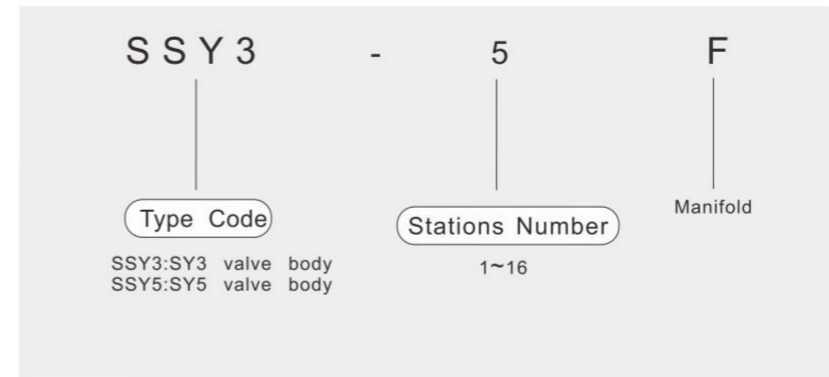 SSY3 - 5 F
Type Code
Stations Number
Manifold
SSY3:SY3 valve body
SSY5:SY5 valve body
1~16